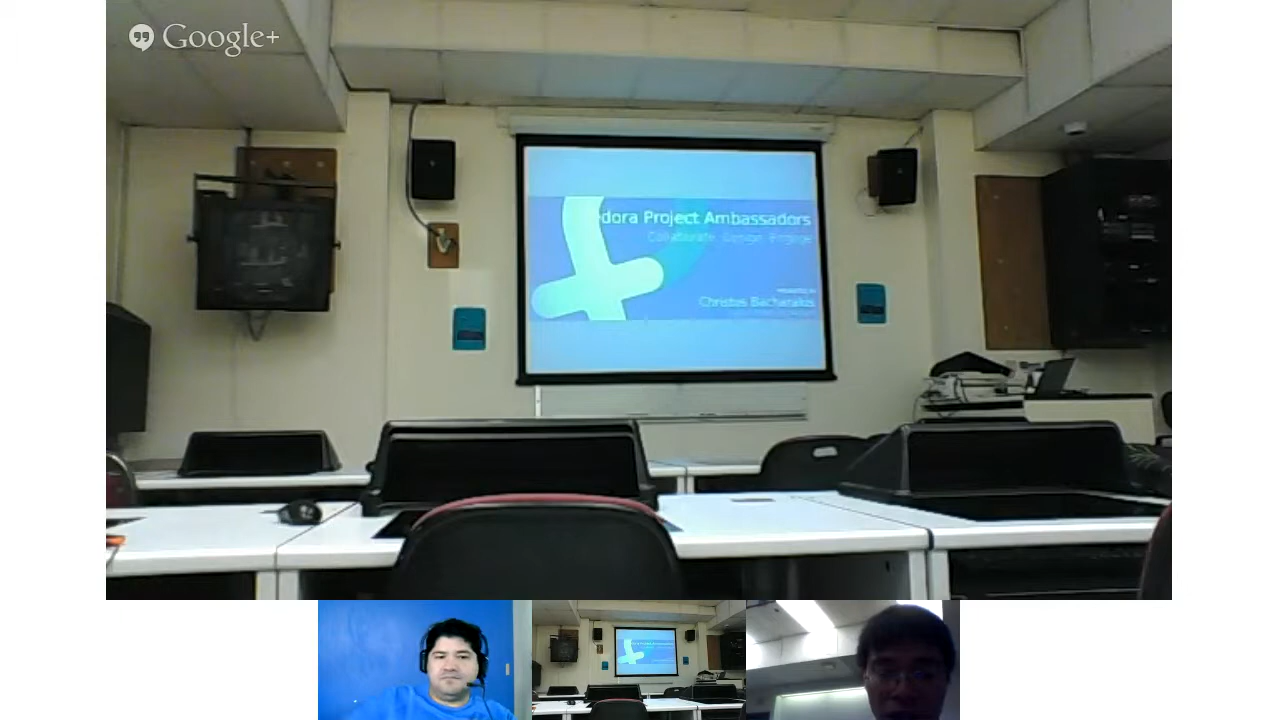 Google+
edora Project Ambassadors
Collaborate Design Engage
Christos Bacharakis